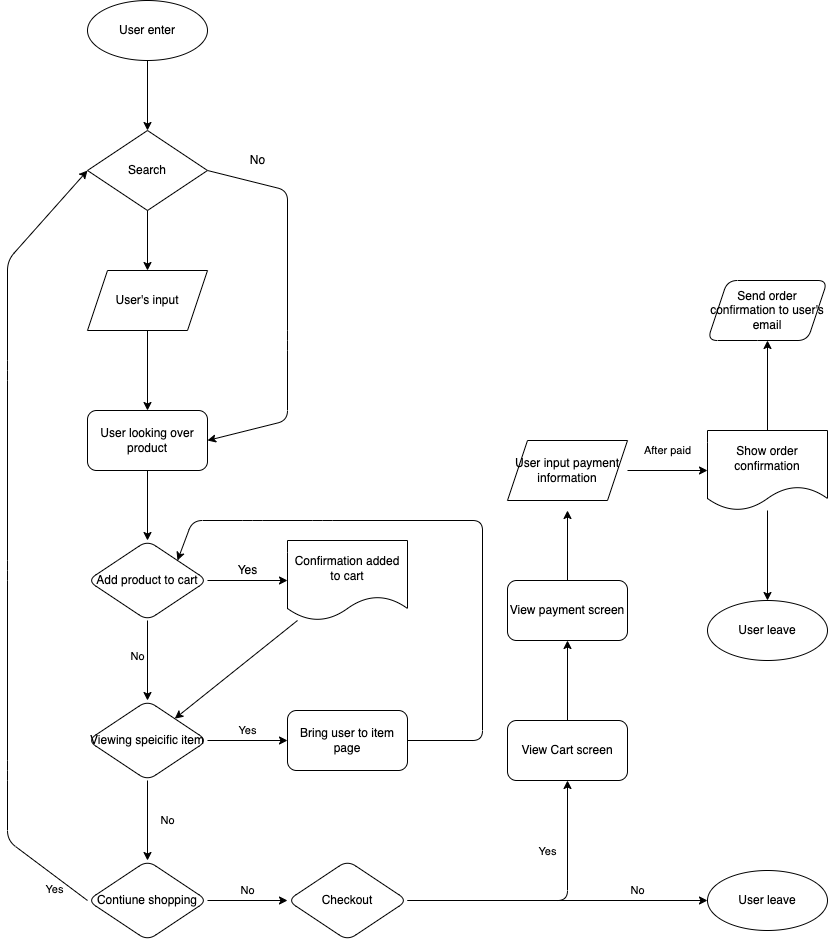 User enter
Search
No
User's input
User looking over
product
Add product to cart
Yes
Confirmation added
to cart
No
Viewing speicific item
Yes
Bring user to item
page
No
Contiune shopping
Yes
No
Checkout
Yes
No
User leave
View Cart screen
View payment screen
User input payment
information
After paid
Show order
confirmation
Send order
confirmation to user's
email
User leave